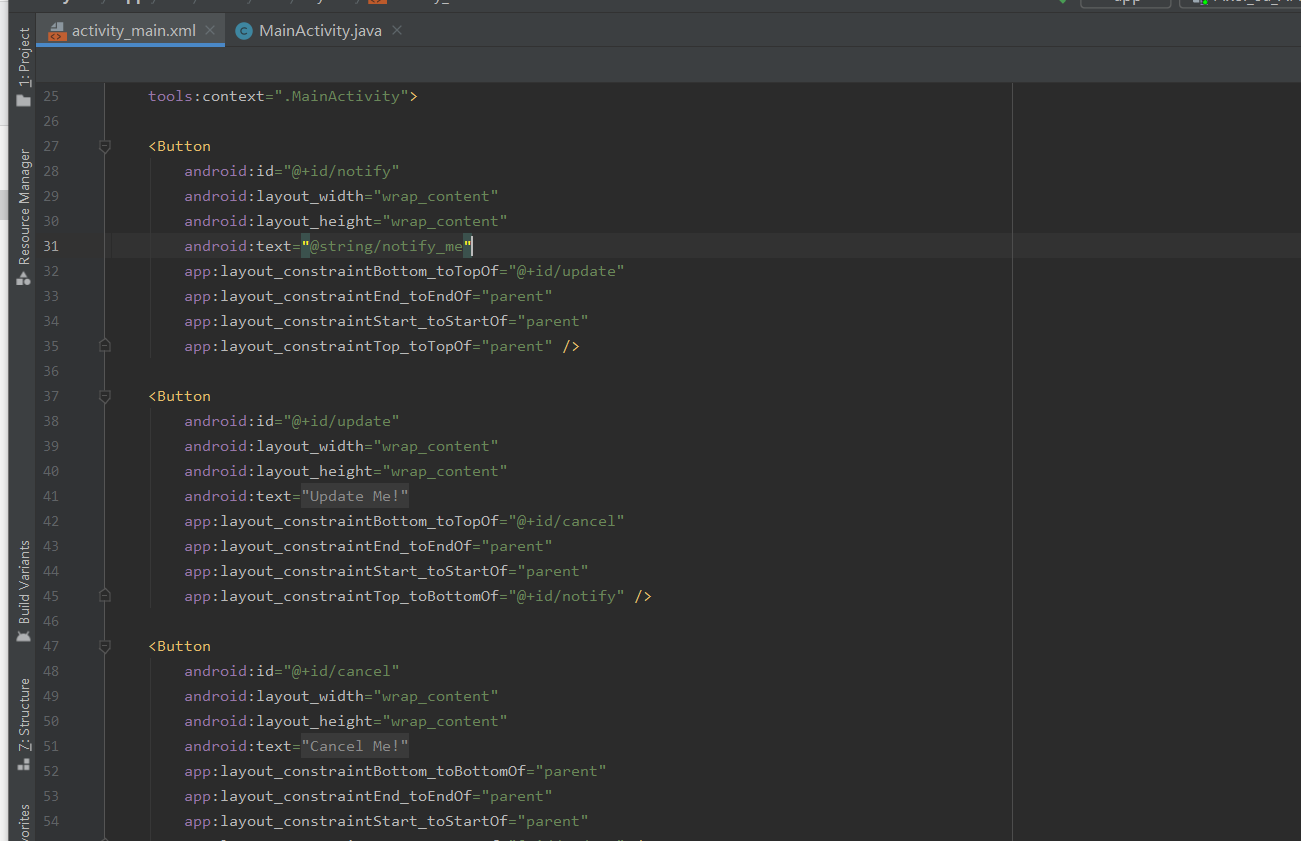 app
activity_main.xml
MainActivity.java
1: Project
Resource Manager
Build Variants
7: Structure
25 tools:context=".MainActivity">
26
27 <Button
28 android:id="@+id/notify"
29 android:layout_width="wrap_content"
30 android:layout_height="wrap_content"
31 android:text="@string/notify_me"
32 app:layout_constraintBottom_toTopOf="@+id/update"
33 app:layout_constraintEnd_toEndOf="parent"
34 app:layout_constraintStart_toStartOf="parent"
35 app:layout_constraintTop_toTopOf="parent" />
36
37 <Button
38 android:id="@+id/update"
39 android:layout_width="wrap_content"
40 android:layout_height="wrap_content"
41 android:text="Update Me!"
42 app:layout_constraintBottom_toTopOf="@+id/cancel"
43 app:layout_constraintEnd_toEndOf="parent"
44 app:layout_constraintStart_toStartOf="parent"
45 app:layout_constraintTop_toBottomOf="@+id/notify" />
46
47 <Button
48 android:id="@+id/cancel"
49 android:layout_width="wrap_content"
50 android:layout_height="wrap_content"
51 android:text="Cancel Me!"
52 app:layout_constraintBottom_toBottomOf="parent"
53 app:layout_constraintEnd_toEndOf="parent"
54 app:layout_constraintStart_toStartOf="parent"